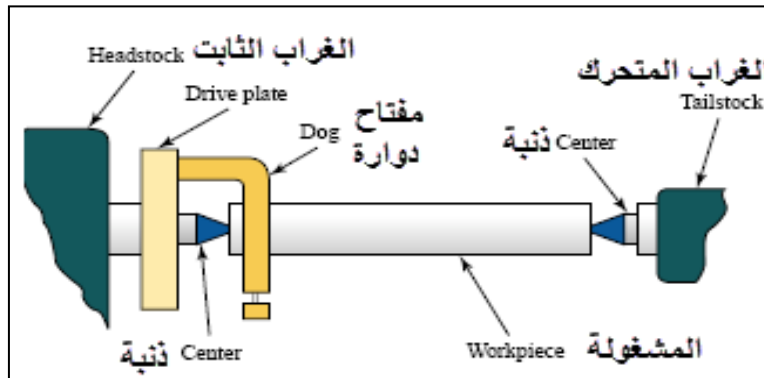 Headstock الغراب الثابت
Drive plate
Dog مفتاح دوارة
الغراب المتحرك
Tailstock
ذنبة Center
ذنبة Center
Workpiece المشغولة